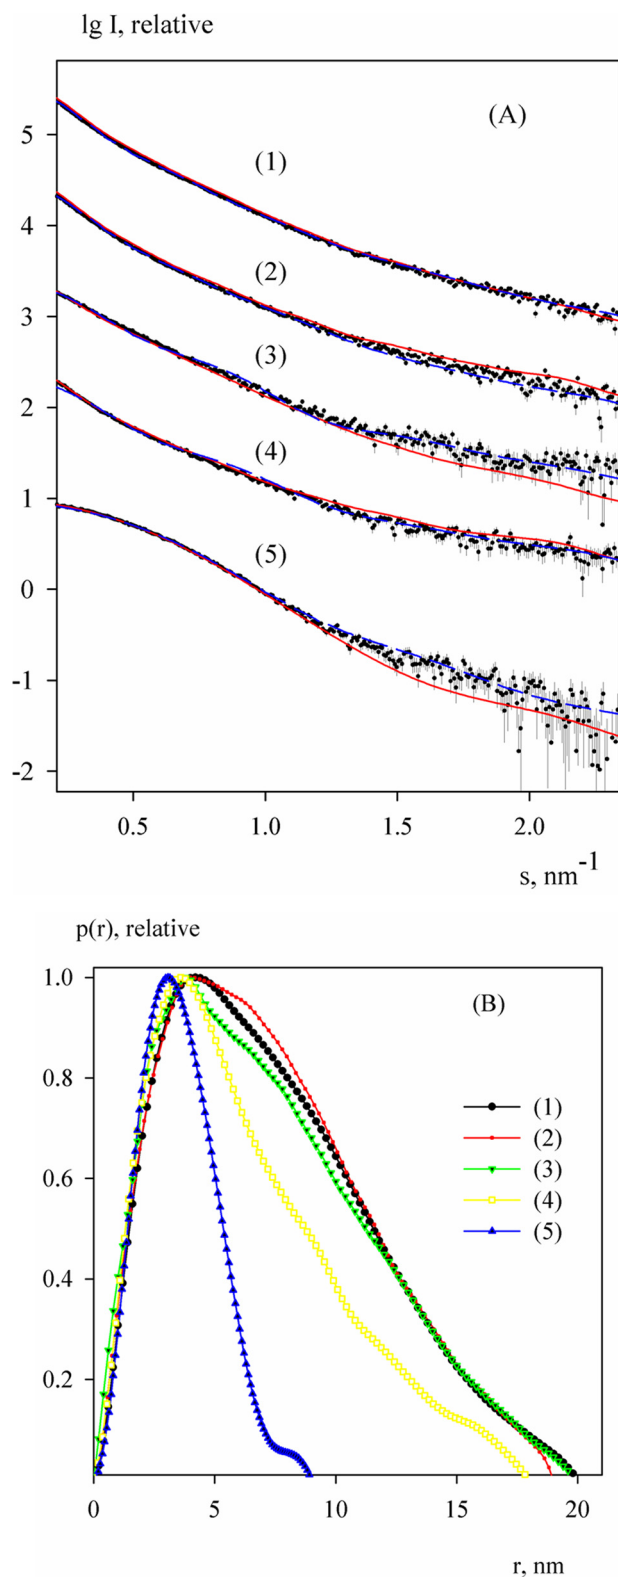 lg I, relative
(A)
5
(1)
4
(2)
3
(3)
2
(4)
1
(5)
0
-1
-2
0.5 1.0 1.5 2.0
s, nm-1
p(r), relative
1.0
(B)
0.8
(1)
(2)
0.6
(3)
(4)
(5)
0.4
0.2
0 5 10 15 20
r, nm